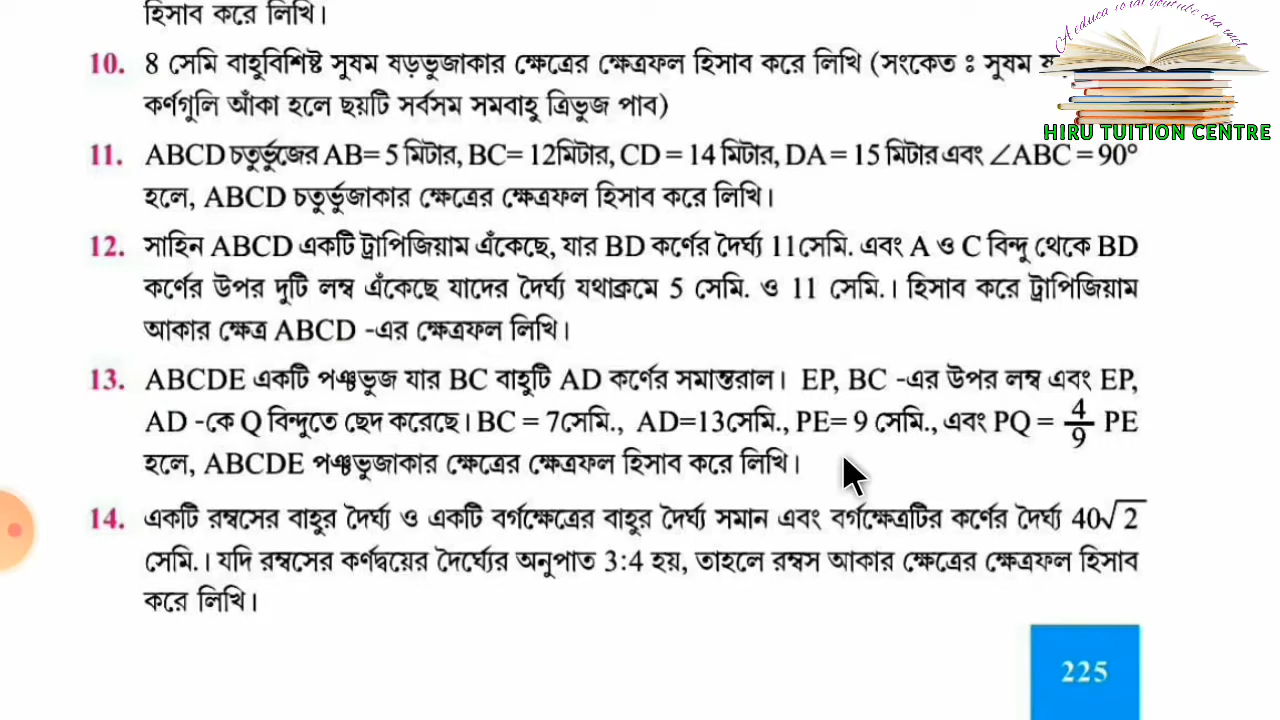 হিসাব করে লিখি।
A educational youtube channel
10. 8 সেমি বাহুবিশিষ্ট সুষম ষড়ভুজাকার ক্ষেত্রের ক্ষেত্রফল হিসাব করে লিখি (সংকেত ঃ সুষম
কর্ণগুলি আঁকা হলে ছয়টি সর্বসম সমবাহু ত্রিভুজ পাব)
HIRU TUITION CENTRE
11. ABCD চতুর্ভুজের AB= 5 মিটার, BC= 12মিটার, CD = 14 মিটার, DA = 15 মিটার এবং ∠ABC = 90°
হলে, ABCD চতুর্ভুজাকার ক্ষেত্রের ক্ষেত্রফল হিসাব করে লিখি।
12. সাহিন ABCD একটি ট্রাপিজিয়াম এঁকেছে, যার BD কর্ণের দৈর্ঘ্য 11সেমি. এবং A ও C বিন্দু থেকে BD
কর্ণের উপর দুটি লম্ব এঁকেছে যাদের দৈর্ঘ্য যথাক্রমে 5 সেমি. ও 11 সেমি.। হিসাব করে ট্রাপিজিয়াম
আকার ক্ষেত্র ABCD -এর ক্ষেত্রফল লিখি।
13. ABCDE একটি পঞ্চভুজ যার BC বাহুটি AD কর্ণের সমান্তরাল। EP, BC -এর উপর লম্ব এবং EP,
AD -কে Q বিন্দুতে ছেদ করেছে। BC = 7সেমি., AD=13সেমি., PE= 9 সেমি., এবং PQ = 4/9 PE
হলে, ABCDE পঞ্চভুজাকার ক্ষেত্রের ক্ষেত্রফল হিসাব করে লিখি।
14. একটি রম্বসের বাহুর দৈর্ঘ্য ও একটি বর্গক্ষেত্রের বাহুর দৈর্ঘ্য সমান এবং বর্গক্ষেত্রটির কর্ণের দৈর্ঘ্য 40√2
সেমি.। যদি রম্বসের কর্ণদ্বয়ের দৈর্ঘ্যের অনুপাত 3:4 হয়, তাহলে রম্বস আকার ক্ষেত্রের ক্ষেত্রফল হিসাব
করে লিখি।
225